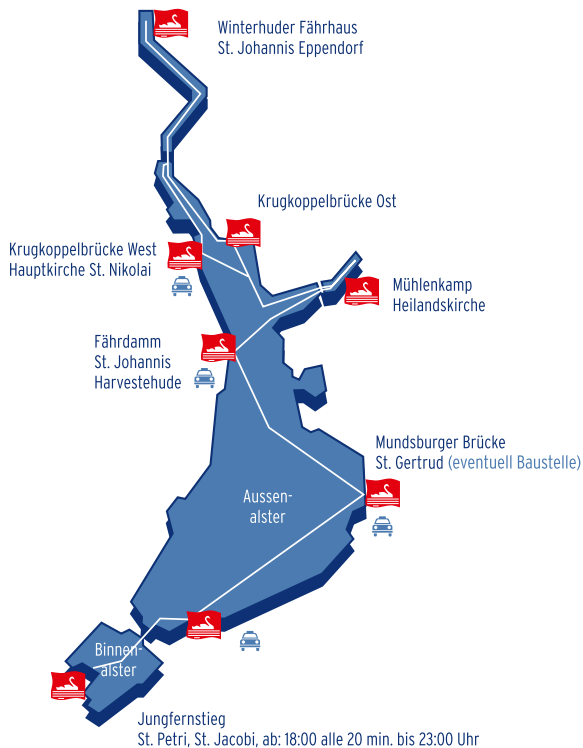 Winterhuder Fährhaus
St. Johannis Eppendorf
Krugkoppelbrücke Ost
Krugkoppelbrücke West
Hauptkirche St. Nikolai
Mühlenkamp
Heilandskirche
Fährdamm
St. Johannis
Harvestehude
Mundsburger Brücke
St. Gertrud (eventuell Baustelle)
Aussen-
alster
Binnen-
alster
Jungfernstieg
St. Petri, St. Jacobi, ab: 18:00 alle 20 min. bis 23:00 Uhr